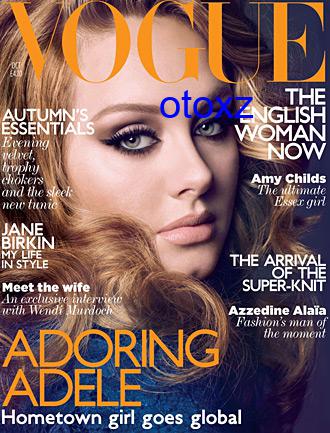 VOGUE
OCT
£4.10
AUTUMN'S
ESSENTIALS
Evening
velvet,
trophy
chokers
and the sleek
new tunic
JANE
BIRKIN
MY LIFE
IN STYLE
Meet the wife
An exclusive interview
with Wendi Murdoch
otoxz
THE
ENGLISH
WOMAN
NOW
Amy Childs
The ultimate
Essex girl
THE ARRIVAL
OF THE
SUPER-KNIT
Azzedine Alaïa
Fashion's man of
the moment
ADORING
ADELE
Hometown girl goes global